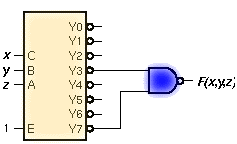 Y0
Y1
x C Y2
y B Y3
z A Y4 F(x,y,z)
Y5
Y6
1 E Y7